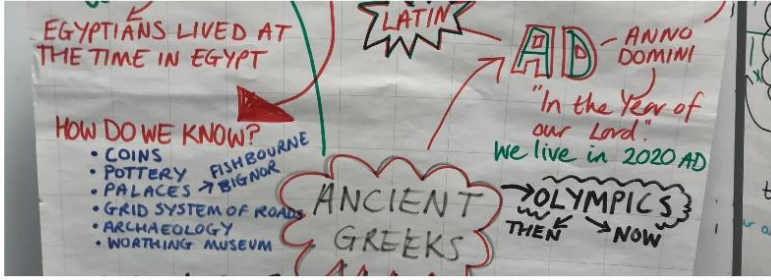 EGYPTIANS LIVED AT
THE TIME IN EGYPT
LATIN
AD
ANNO
DOMINI
"In the Year of
our Lord."
We live in 2020 AD
HOW DO WE KNOW?
• COINS
• POTTERY
• PALACES → FISHBOURNE
BIGNOR
• GRID SYSTEM OF ROADS
• ARCHAEOLOGY
• WORTHING MUSEUM
ANCIENT
GREEKS
OLYMPICS
THEN
NOW